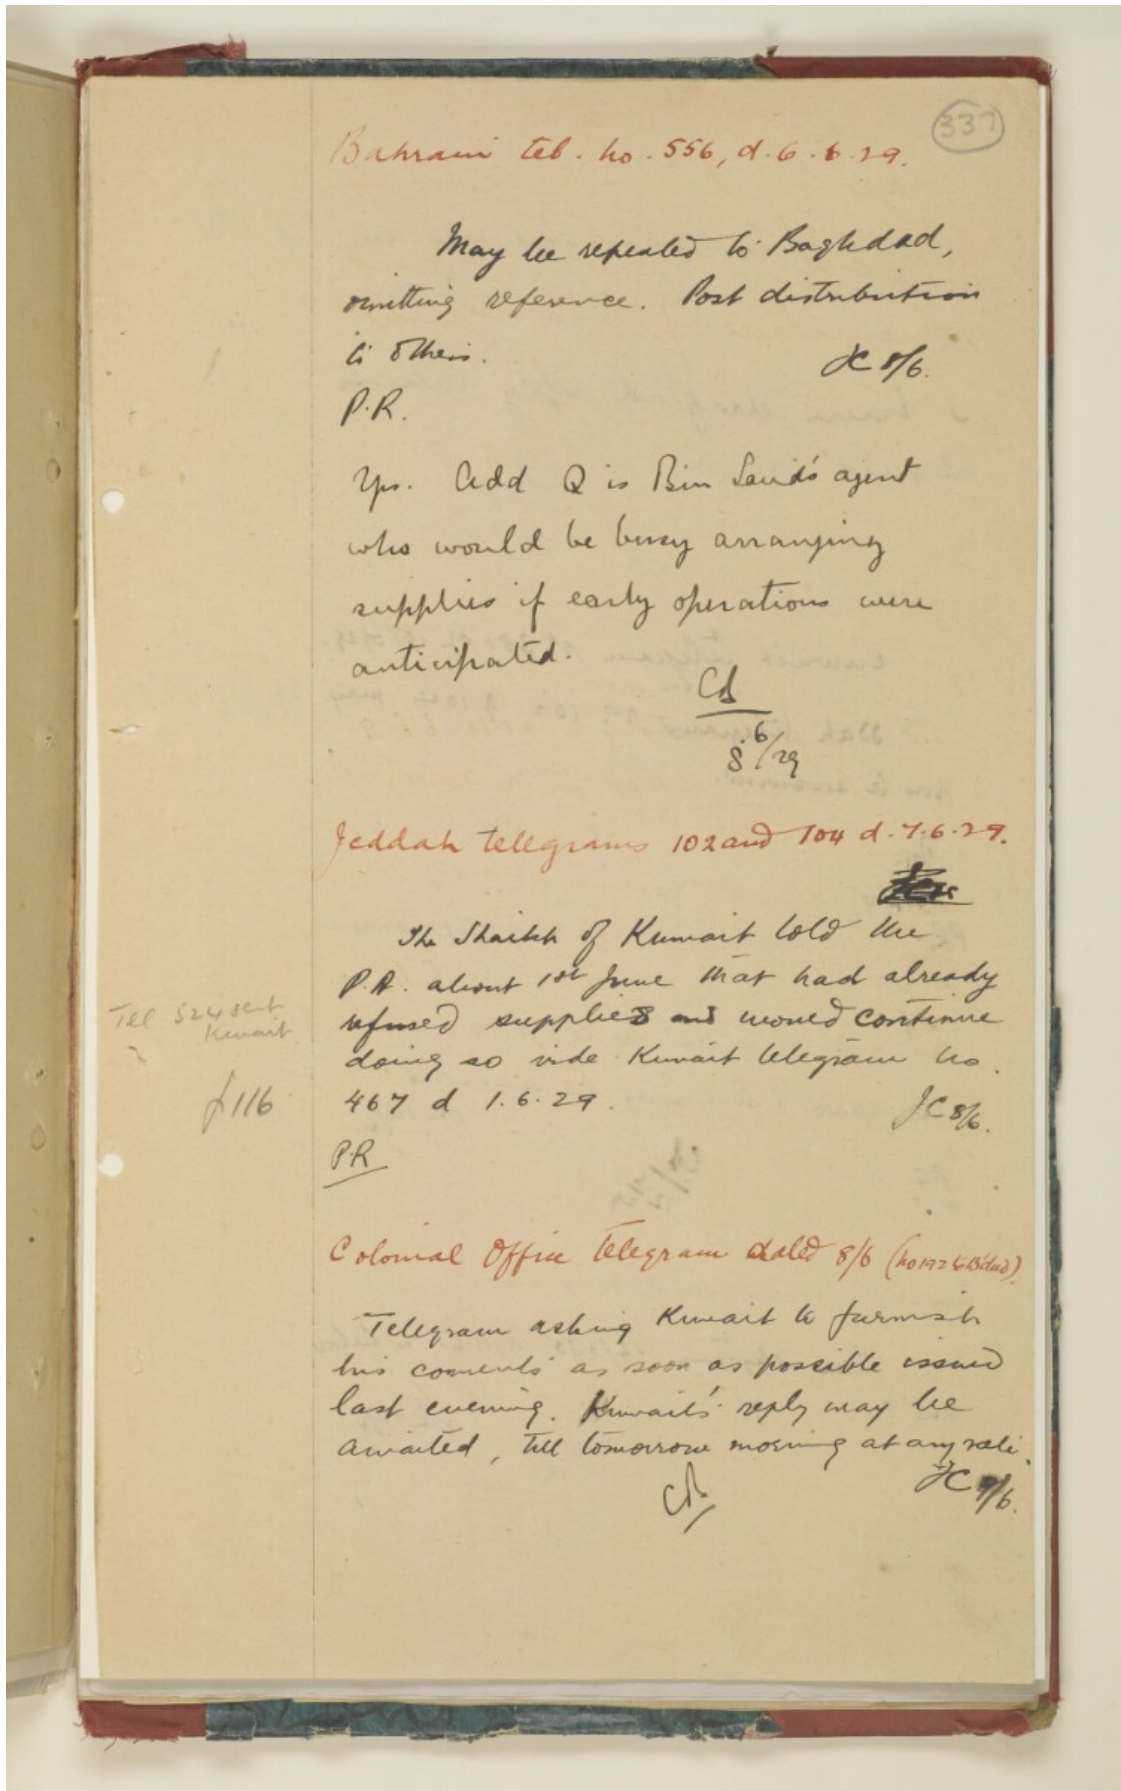 337
Bahrain tel. No. 556, d. 6.6.29.
May be repeated to Baghdad,
omitting reference. Post distribution
to others.
JC 8/6.
P.R.
Yes. Add Q is Bin Saud's agent
who would be busy arranging
supplies if early operations were
anticipated.
8/6/29
Jeddah telegrams 102 and 104 d. 7.6.29.
The Shaikh of Kuwait told the
P.A. about 1st June that had already
refused supplies and would continue
doing so vide Kuwait telegram No.
467 d 1.6.29.
JC 8/6.
Tel 524 sent
Kuwait
f116
P.R
Colonial Office telegram dated 8/6 (No 192 to B'dad).
Telegram asking Kuwait to furnish
his coments as soon as possible issued
last evening. Kuwait's reply may be
awaited, till tomorrow morning at any rate.
JC 9/6.